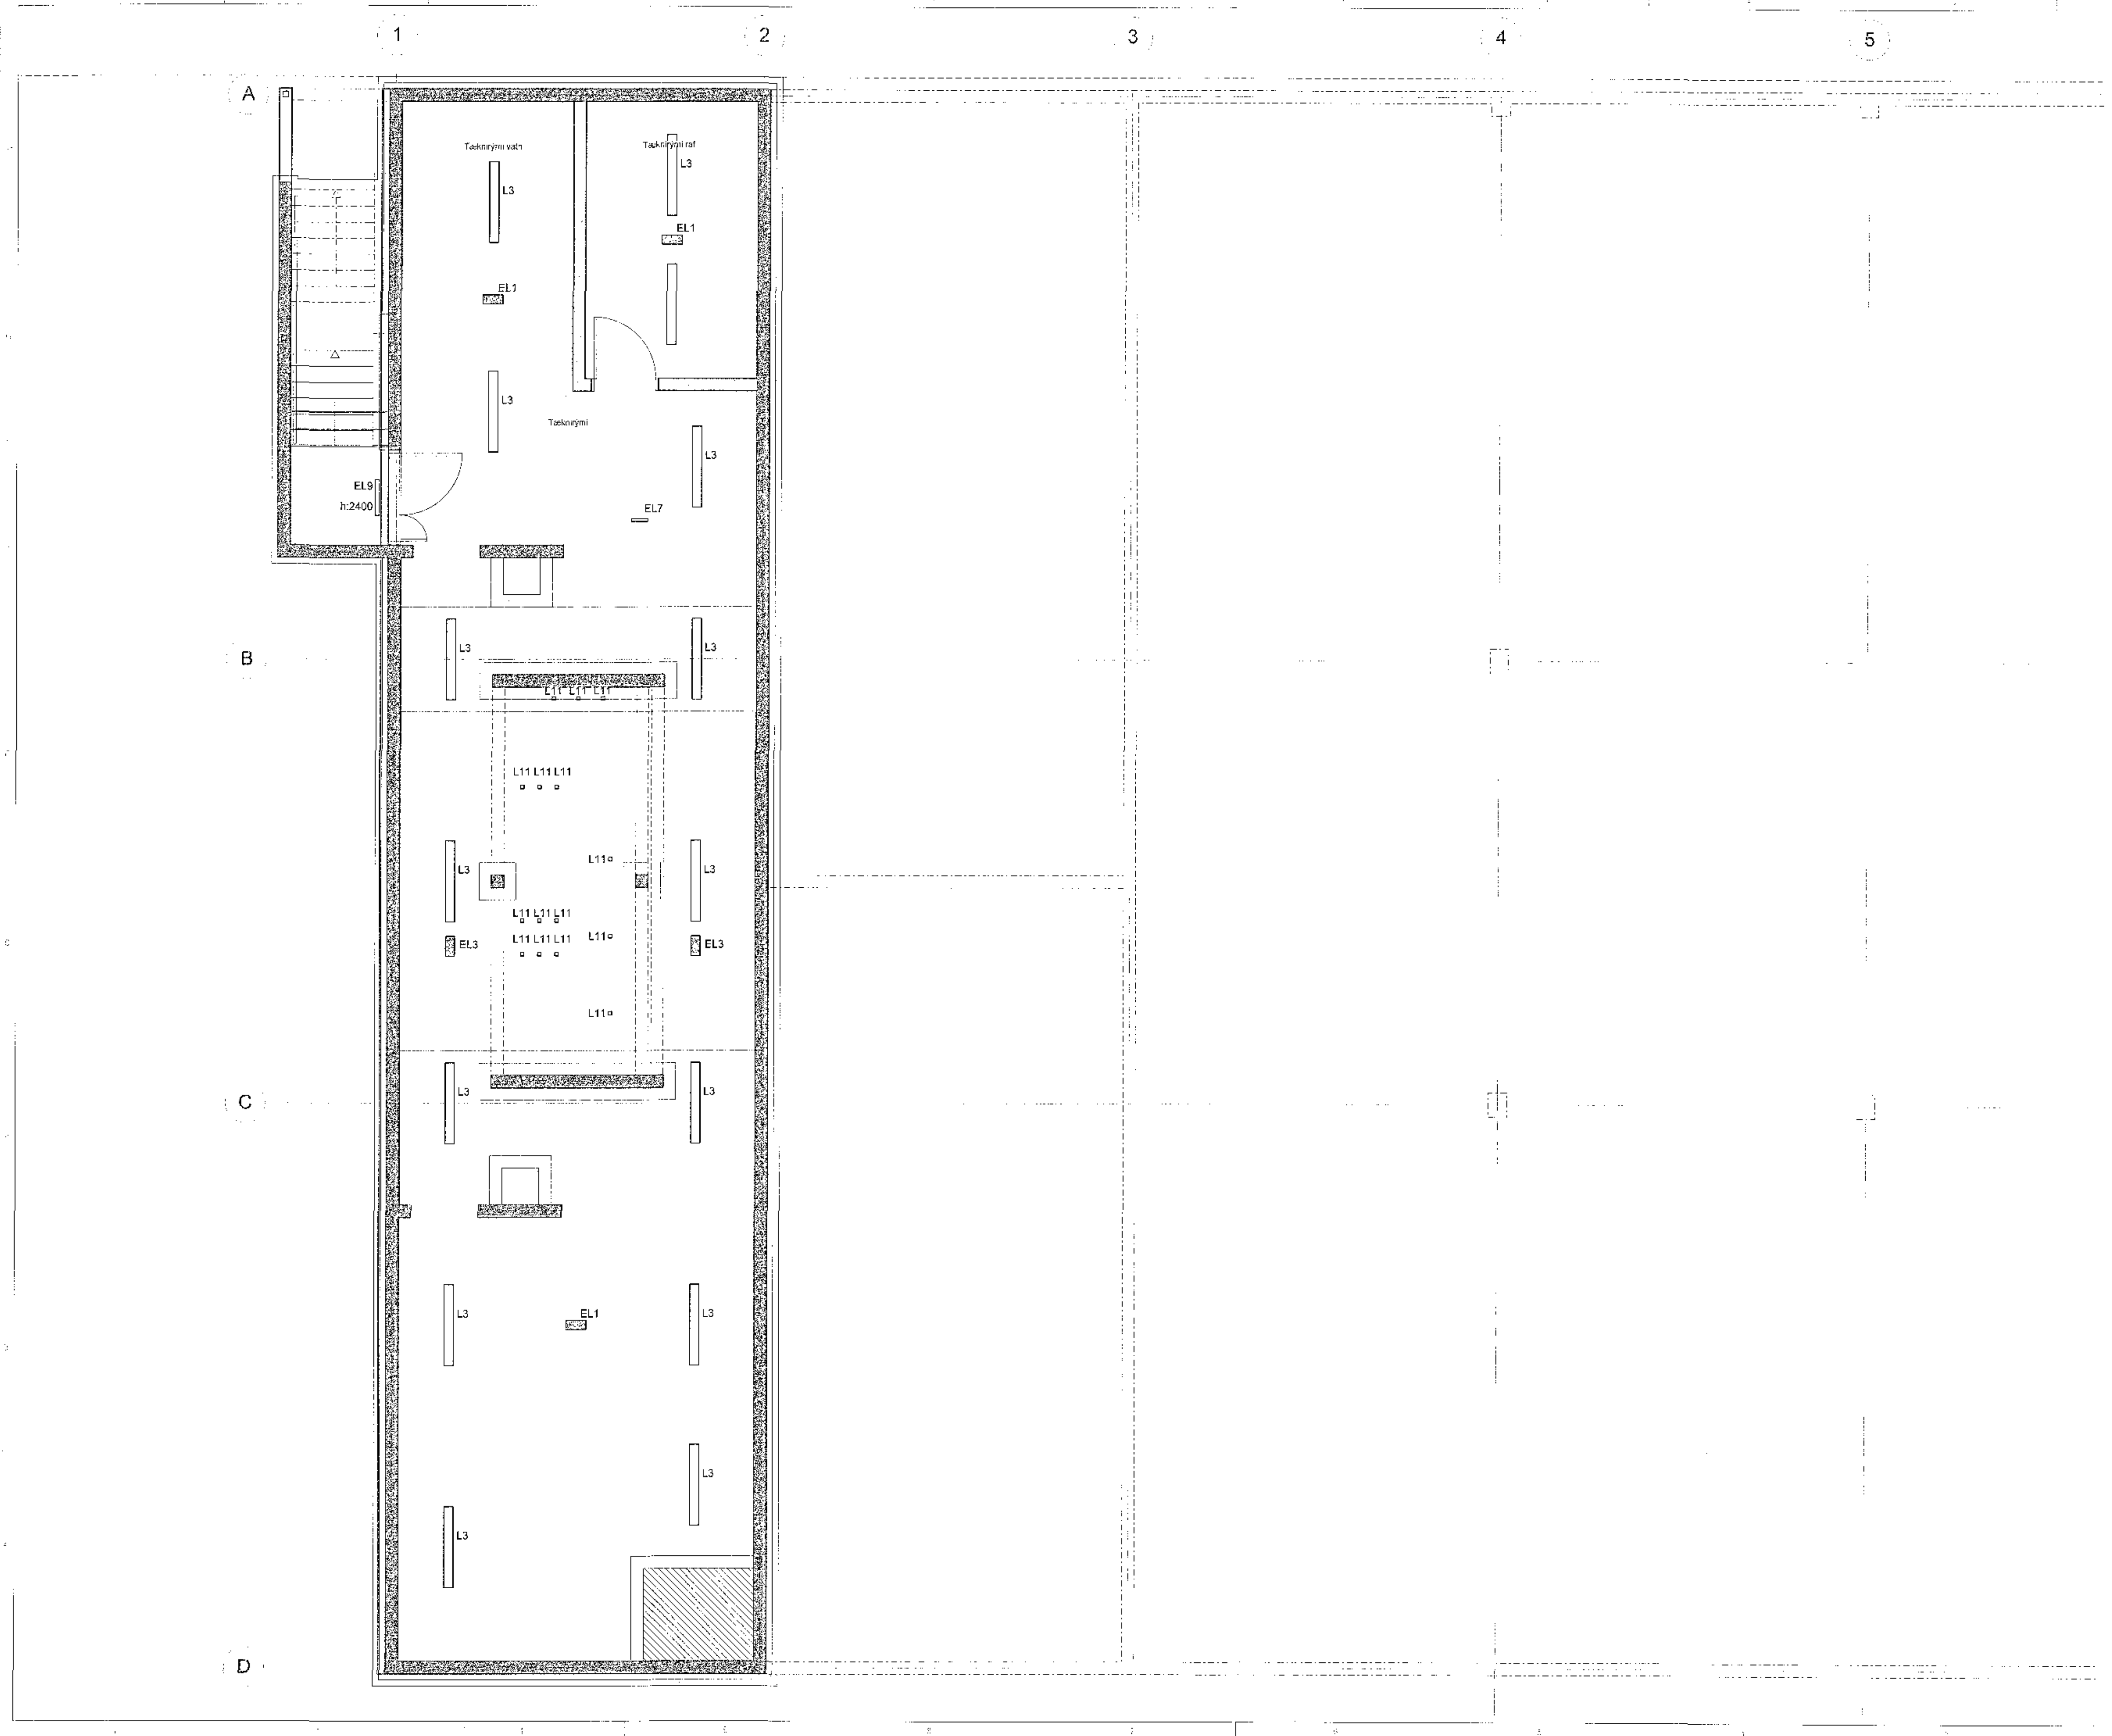 1 2 3 4 5
A
Tæknirými vatn
Tæknirými raf
L3
L3
EL1
EL1
L3
Tæknirými
L3
EL9
h:2400
EL7
L3
L3
B
L11 L11 L11
L11 L11 L11
L11
L3
L3
L11 L11 L11
L11 L11 L11
L11
EL3
EL3
L11
L3
L3
C
L3
EL1
L3
L3
L3
D